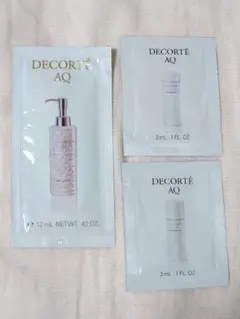 DECORTÉ
AQ
℮ 12 mL NET WT. .42 OZ.
DECORTÉ
AQ
3 mL .1 FL OZ.
DECORTÉ
AQ
3 mL .1 FL OZ.